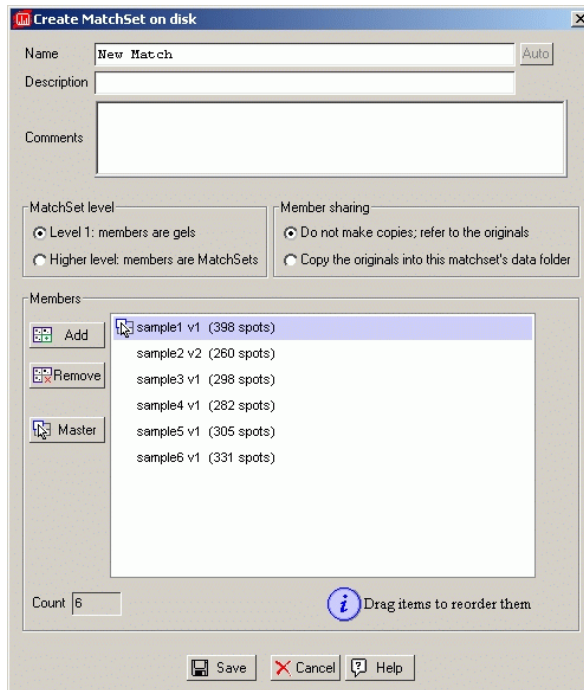 Create MatchSet on disk
Name New Match Auto
Description
Comments
MatchSet level
Level 1: members are gels
Higher level: members are MatchSets
Member sharing
Do not make copies; refer to the originals
Copy the originals into this matchset's data folder
Members
Add
Remove
Master
sample1 v1 (398 spots)
sample2 v2 (260 spots)
sample3 v1 (298 spots)
sample4 v1 (282 spots)
sample5 v1 (305 spots)
sample6 v1 (331 spots)
Count 6
i Drag items to reorder them
Save Cancel ? Help